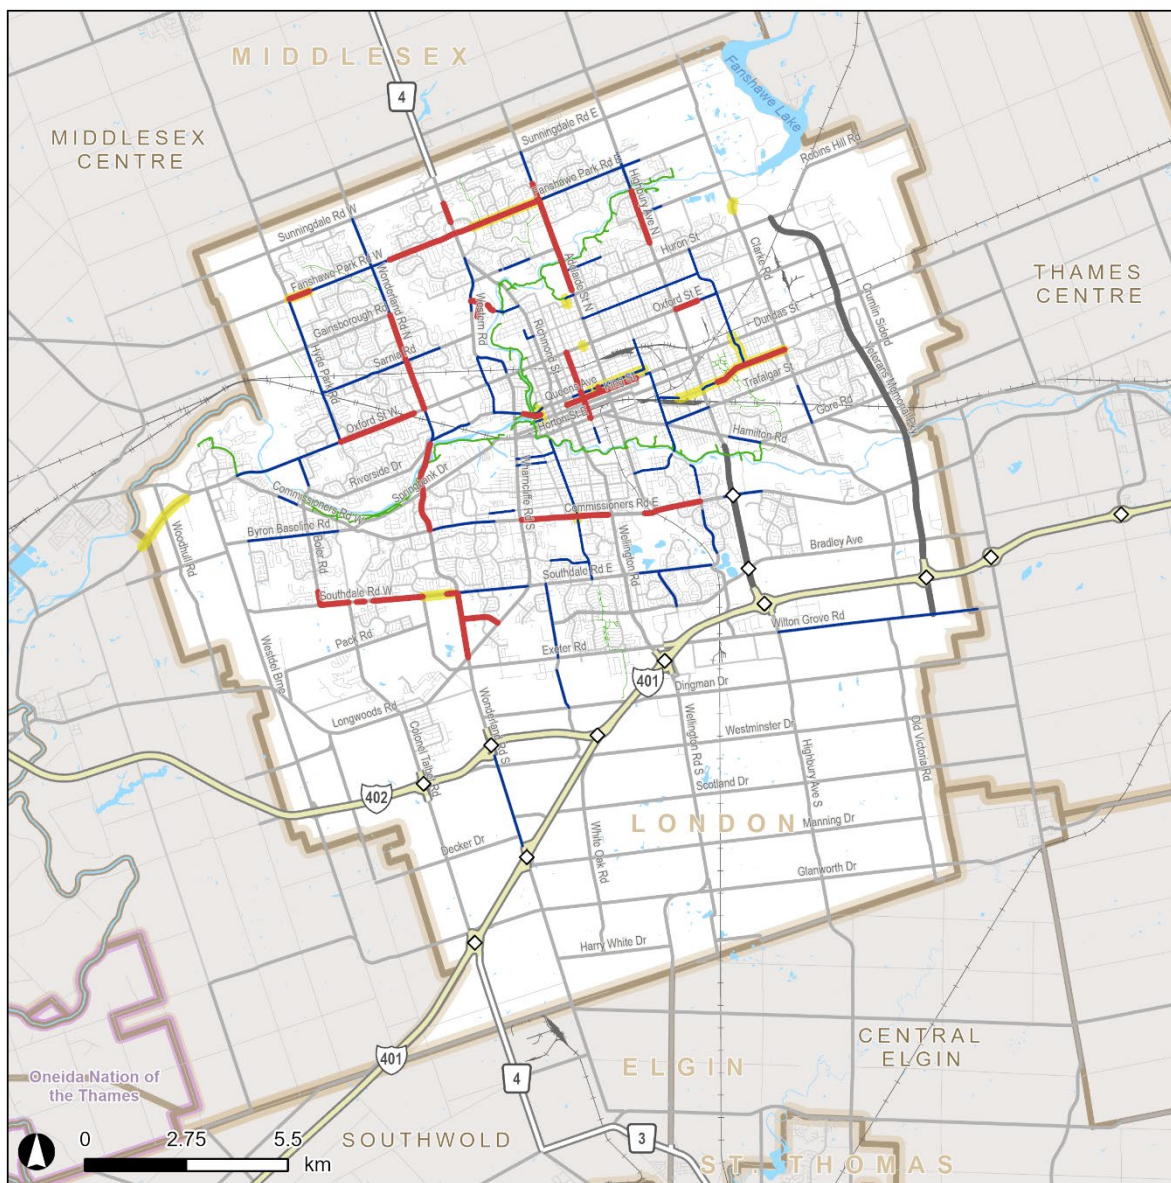 MIDDLESEX
4
MIDDLESEX
CENTRE
Fanshawe Lake
Sunningdale Rd E
Robins Hill Rd
Fanshawe Park Rd
Highbury Ave N
Sunningdale Rd W
Huron St
Clarke Rd
THAMES
CENTRE
Fanshawe Park Rd W
Wonderland Rd N
Adelaide St N
Crumlin Siderd
Gainsborough Rd
Western Rd
Oxford St E
Dundas St
Richmond St
Hyde Park Rd
Sarnia Rd
Veterans Memorial
Trafalgar S
Queens Ave
King St
Oxford St W
Horton St E
Gore Rd
Hamilton Rd
Riverside Dr
Springbank Dr
Wharncliffe Rd S
Commissioners Rd W
Commissioners Rd E
Byron Baseline Rd
Woodhull Rd
Boler Rd
Wellington Rd
Bradley Ave
Southdale Rd E
Southdale Rd W
Wilton Grove Rd
Pack Rd
Exeter Rd
Westdel Brne
401
Dingman Dr
Longwoods Rd
Wonderland Rd S
Westminster Dr
Colonel Talbot Rd
Wellington Rd S
Highbury Ave S
Old Victoria Rd
402
Scotland Dr
LONDON
Manning Dr
Decker Dr
White Oak Rd
Glanworth Dr
Harry White Dr
CENTRAL
ELGIN
401
ELGIN
Oneida Nation of
the Thames
4
0 2.75 5.5
km
SOUTHWOLD
3
ST. THOMAS